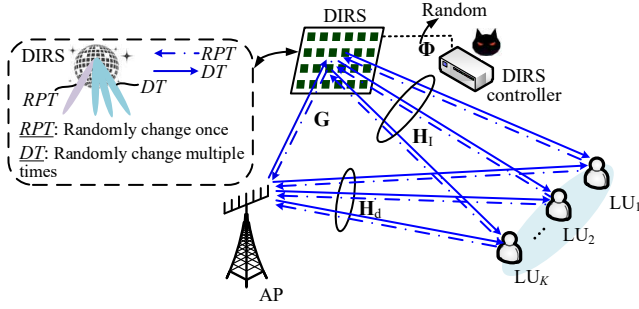 DIRS
Random
Φ
DIRS
controller
DIRS
RPT
DT
RPT
DT
RPT: Randomly change once
DT: Randomly change multiple
times
G
H_I
H_d
LU_1
LU_2
...
LU_K
AP